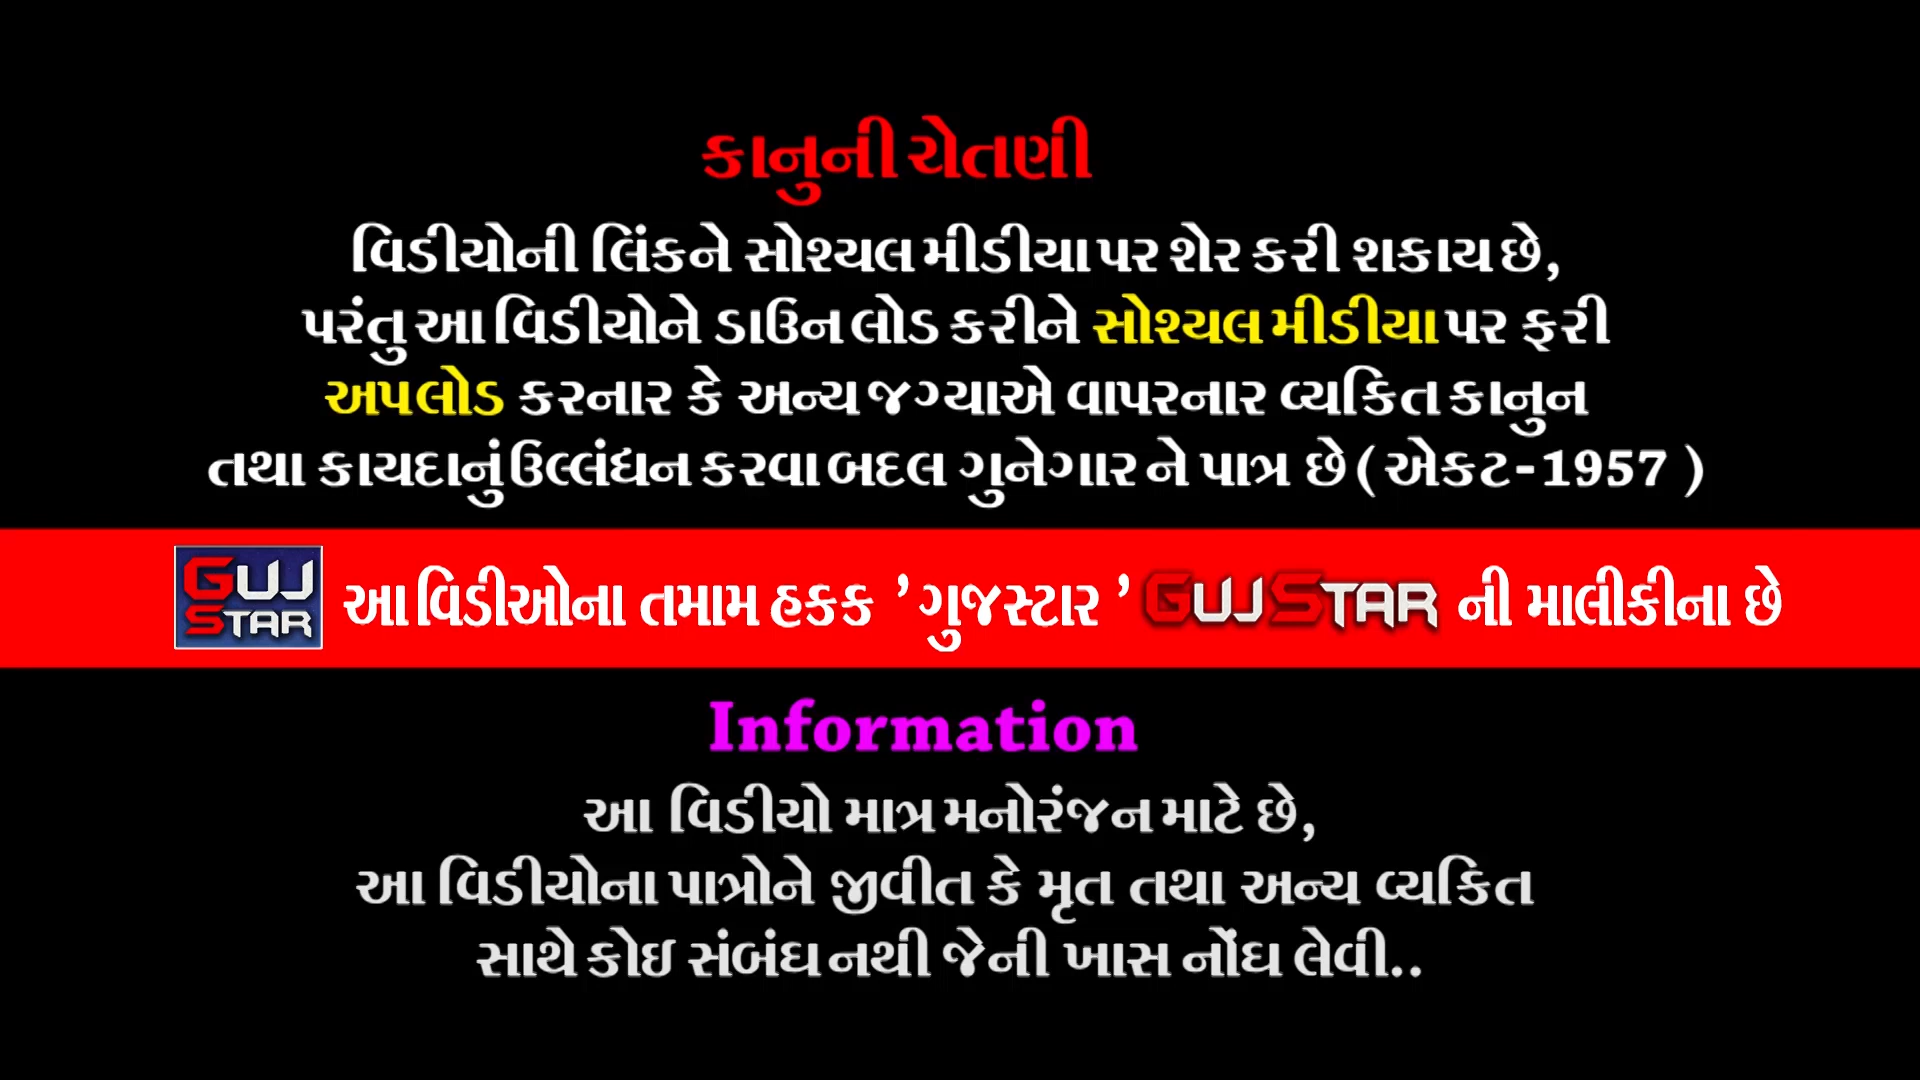 કાનુની ચેતણી
વિડીયોની લિંકને સોશ્યલ મીડીયા પર શેર કરી શકાય છે,
પરંતુ આ વિડીયોને ડાઉન લોડ કરીને સોશ્યલ મીડીયા પર ફરી
અપલોડ કરનાર કે અન્ય જગ્યાએ વાપરનાર વ્યકિત કાનુન
તથા કાયદાનું ઉલ્લંઘન કરવા બદલ ગુનેગાર ને પાત્ર છે ( એકટ-1957 )
GUJ STAR આ વિડીઓના તમામ હકક ’ ગુજસ્ટાર ’ GUJ STAR ની માલીકીના છે
Information
આ વિડીયો માત્ર મનોરંજન માટે છે,
આ વિડીયોના પાત્રોને જીવીત કે મૃત તથા અન્ય વ્યકિત
સાથે કોઇ સંબંઘ નથી જેની ખાસ નોંઘ લેવી..